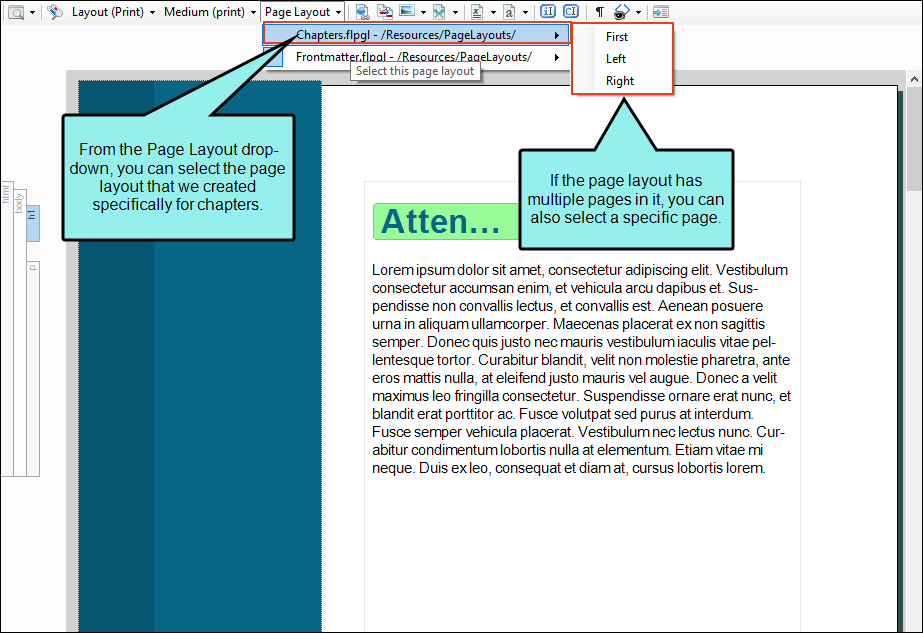 Layout (Print) Medium (print) Page Layout
Chapters.flpgl - /Resources/PageLayouts/
Frontmatter.flpgl - /Resources/PageLayouts/
Select this page layout
First
Left
Right
From the Page Layout drop-
down, you can select the page
layout that we created
specifically for chapters.
If the page layout has
multiple pages in it, you can
also select a specific page.
html
body
h1
p
Atten...
Lorem ipsum dolor sit amet, consectetur adipiscing elit. Vestibulum
consectetur accumsan enim, et vehicula arcu dapibus et. Sus-
pendisse non convallis lectus, et convallis est. Aenean posuere
urna in aliquam ullamcorper. Maecenas placerat ex non sagittis
semper. Donec quis justo nec mauris vestibulum iaculis vitae pel-
lentesque tortor. Curabitur blandit, velit non molestie pharetra, ante
eros mattis nulla, at eleifend justo mauris vel augue. Donec a velit
maximus leo fringilla consectetur. Suspendisse ornare erat nunc, et
blandit erat porttitor ac. Fusce volutpat sed purus at interdum.
Fusce semper vehicula placerat. Vestibulum nec lectus nunc. Cur-
abitur condimentum lobortis nulla at elementum. Etiam vitae mi
neque. Duis ex leo, consequat et diam at, cursus lobortis lorem.